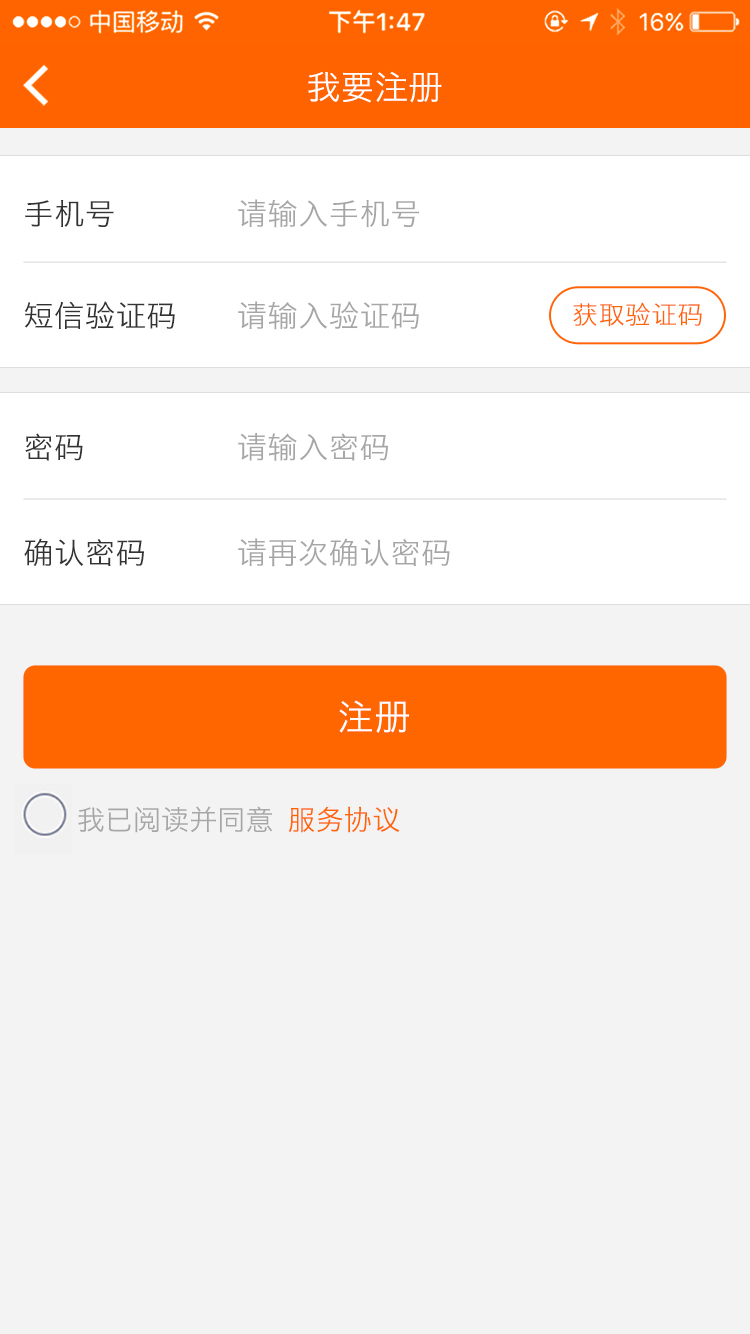 中国移动 下午1:47 16%
我要注册
手机号 请输入手机号
短信验证码 请输入验证码 获取验证码
密码 请输入密码
确认密码 请再次确认密码
注册
我已阅读并同意 服务协议